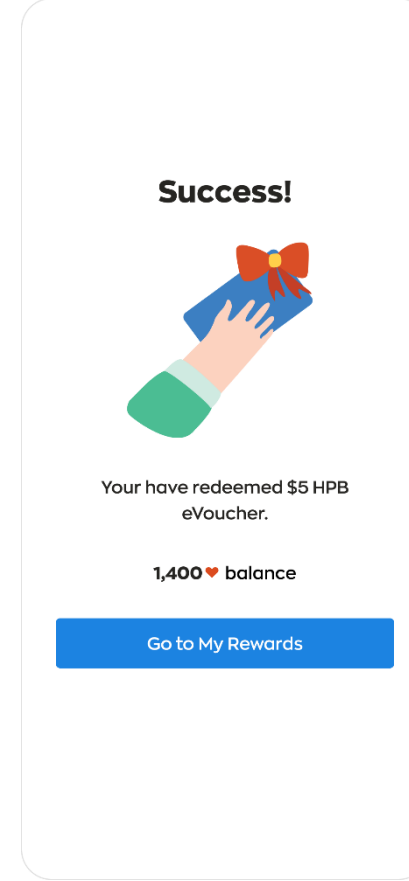 Success!
Your have redeemed $5 HPB
eVoucher.
1,400 ♥ balance
Go to My Rewards